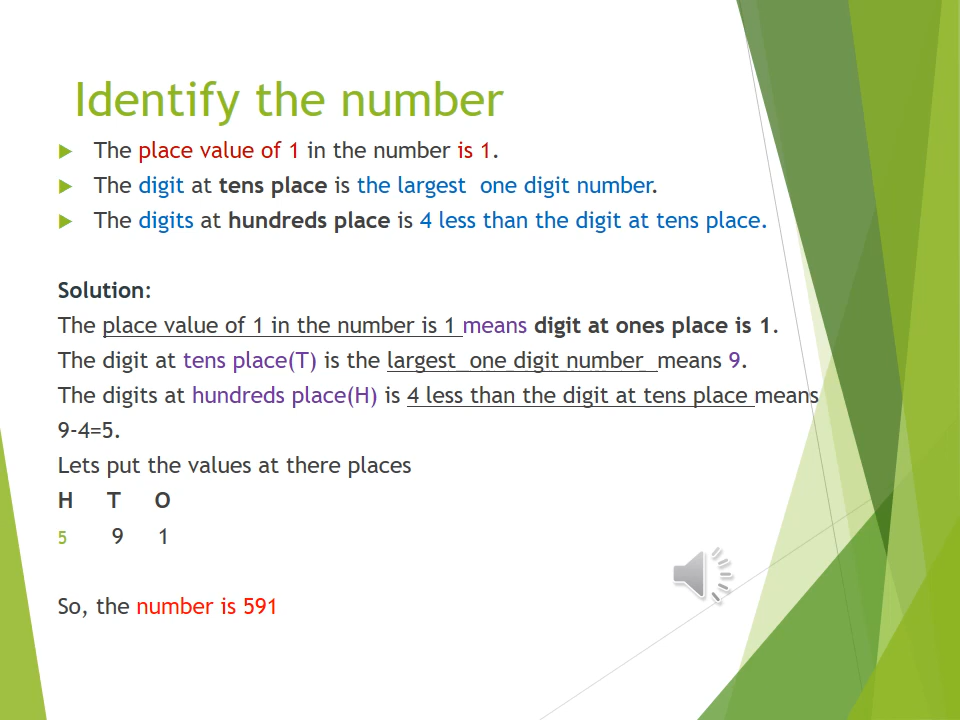 Identify the number
The place value of 1 in the number is 1.
The digit at tens place is the largest  one digit number.
The digits at hundreds place is 4 less than the digit at tens place.
Solution:
The place value of 1 in the number is 1 means digit at ones place is 1.
The digit at tens place(T) is the largest  one digit number  means 9.
The digits at hundreds place(H) is 4 less than the digit at tens place means
9-4=5.
Lets put the values at there places
H T O
5 9 1
So, the number is 591